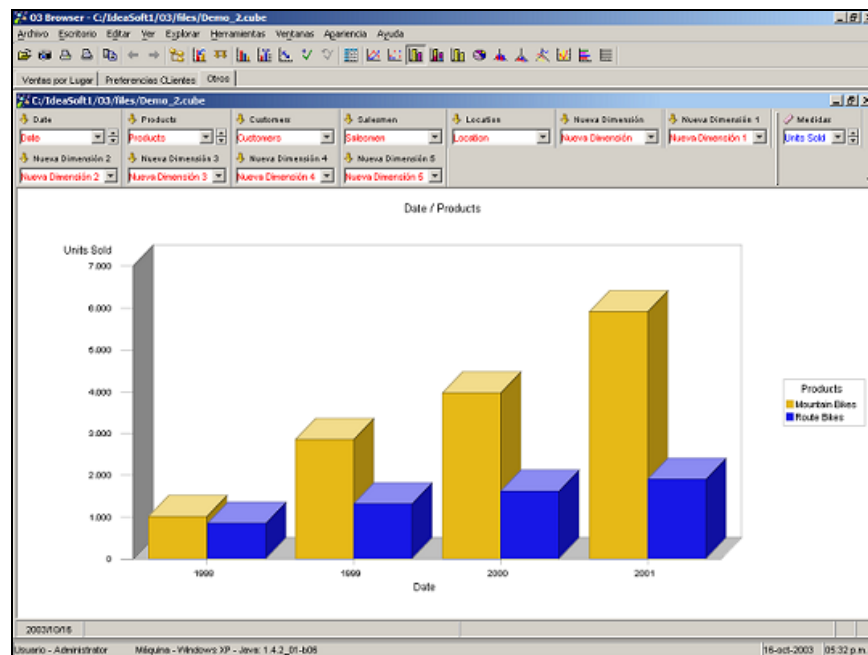 03 Browser - C:/IdeaSoft1/03/files/Demo_2.cube
Archivo Escritorio Editar Ver Explorar Herramientas Ventanas Apariencia Ayuda
Ventas por Lugar Preferencias CLientes Otros
C:/IdeaSoft1/03/files/Demo_2.cube
Date Products Customers Salesmen Location Nueva Dimensión Nueva Dimensión 1 Medidas
Date Products Customers Salesmen Location Nueva Dimensión Nueva Dimensión 1 Units Sold
Nueva Dimensión 2 Nueva Dimensión 3 Nueva Dimensión 4 Nueva Dimensión 5
Nueva Dimensión 2 Nueva Dimensión 3 Nueva Dimensión 4 Nueva Dimensión 5
Date / Products
Units Sold
7.000
6.000
5.000
4.000
3.000
2.000
1.000
0
1998 1999 2000 2001
Date
Products
Mountain Bikes
Route Bikes
2003/10/16
Usuario - Administrator Máquina - Windows XP - Java: 1.4.2_01-b06 16-oct-2003 05:32 p.m.